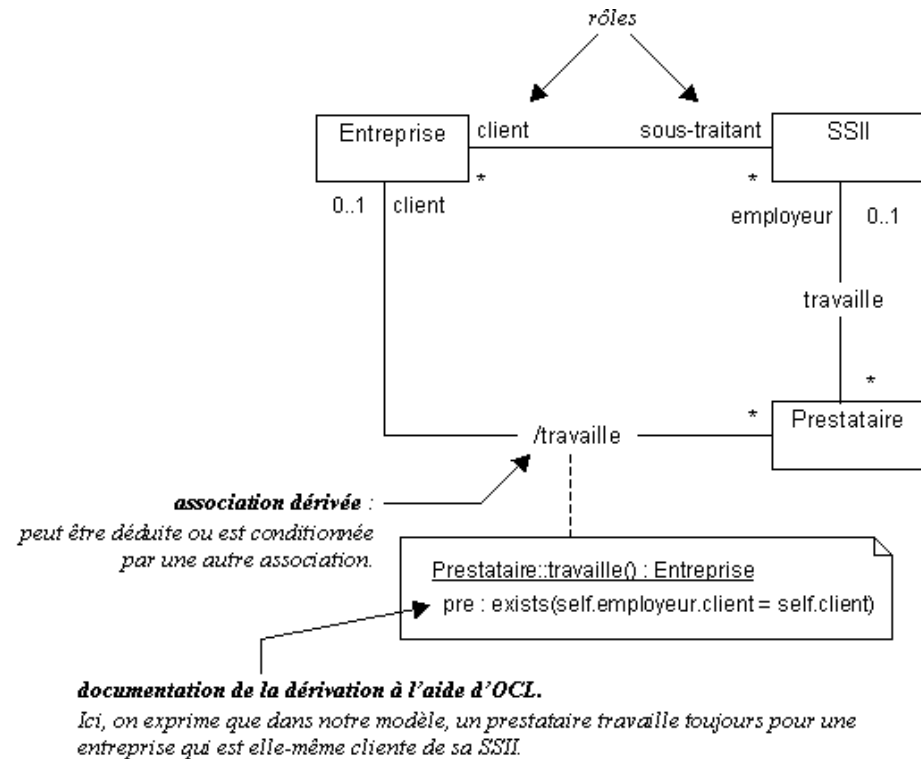 rôles
Entreprise
client
sous-traitant
SSII
*
*
0..1
client
employeur
0..1
travaille
*
*
Prestataire
/travaille
association dérivée :
peut être déduite ou est conditionnée
par une autre association.
Prestataire::travaille() : Entreprise
pre : exists(self.employeur.client = self.client)
documentation de la dérivation à l'aide d'OCL.
Ici, on exprime que dans notre modèle, un prestataire travaille toujours pour une
entreprise qui est elle-même cliente de sa SSII.